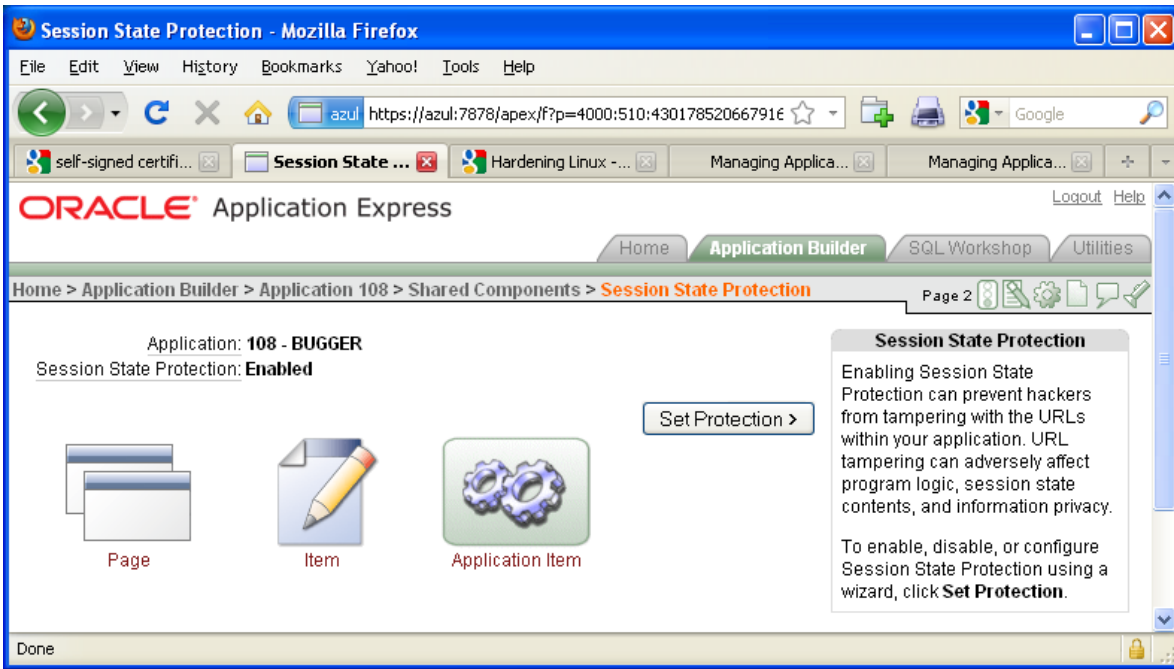 Session State Protection - Mozilla Firefox
File Edit View History Bookmarks Yahoo! Tools Help
azul https://azul:7878/apex/f?p=4000:510:430178520667916 Google
self-signed certifi... Session State ... Hardening Linux -... Managing Applica... Managing Applica...
Logout Help
ORACLE Application Express
Home Application Builder SQL Workshop Utilities
Home > Application Builder > Application 108 > Shared Components > Session State Protection Page 2
Application: 108 - BUGGER
Session State Protection: Enabled
Set Protection >
Page Item Application Item
Session State Protection
Enabling Session State
Protection can prevent hackers
from tampering with the URLs
within your application. URL
tampering can adversely affect
program logic, session state
contents, and information privacy.
To enable, disable, or configure
Session State Protection using a
wizard, click Set Protection.
Done